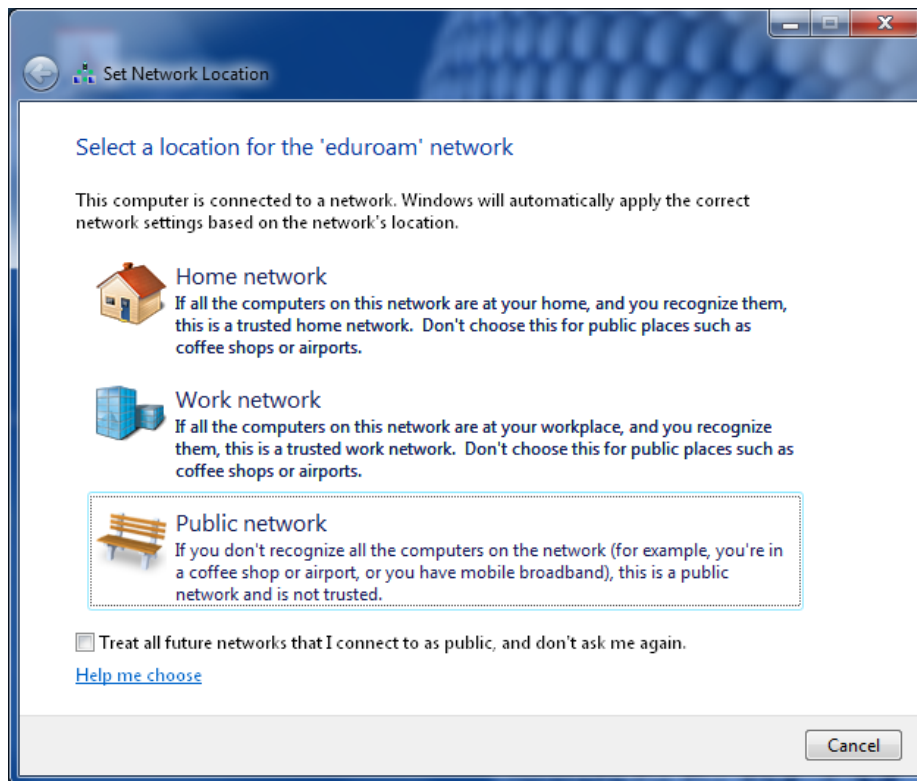 Set Network Location
Select a location for the 'eduroam' network
This computer is connected to a network. Windows will automatically apply the correct
network settings based on the network's location.
Home network
If all the computers on this network are at your home, and you recognize them,
this is a trusted home network.  Don't choose this for public places such as
coffee shops or airports.
Work network
If all the computers on this network are at your workplace, and you recognize
them, this is a trusted work network.  Don't choose this for public places such as
coffee shops or airports.
Public network
If you don't recognize all the computers on the network (for example, you're in
a coffee shop or airport, or you have mobile broadband), this is a public
network and is not trusted.
Treat all future networks that I connect to as public, and don't ask me again.
Help me choose
Cancel